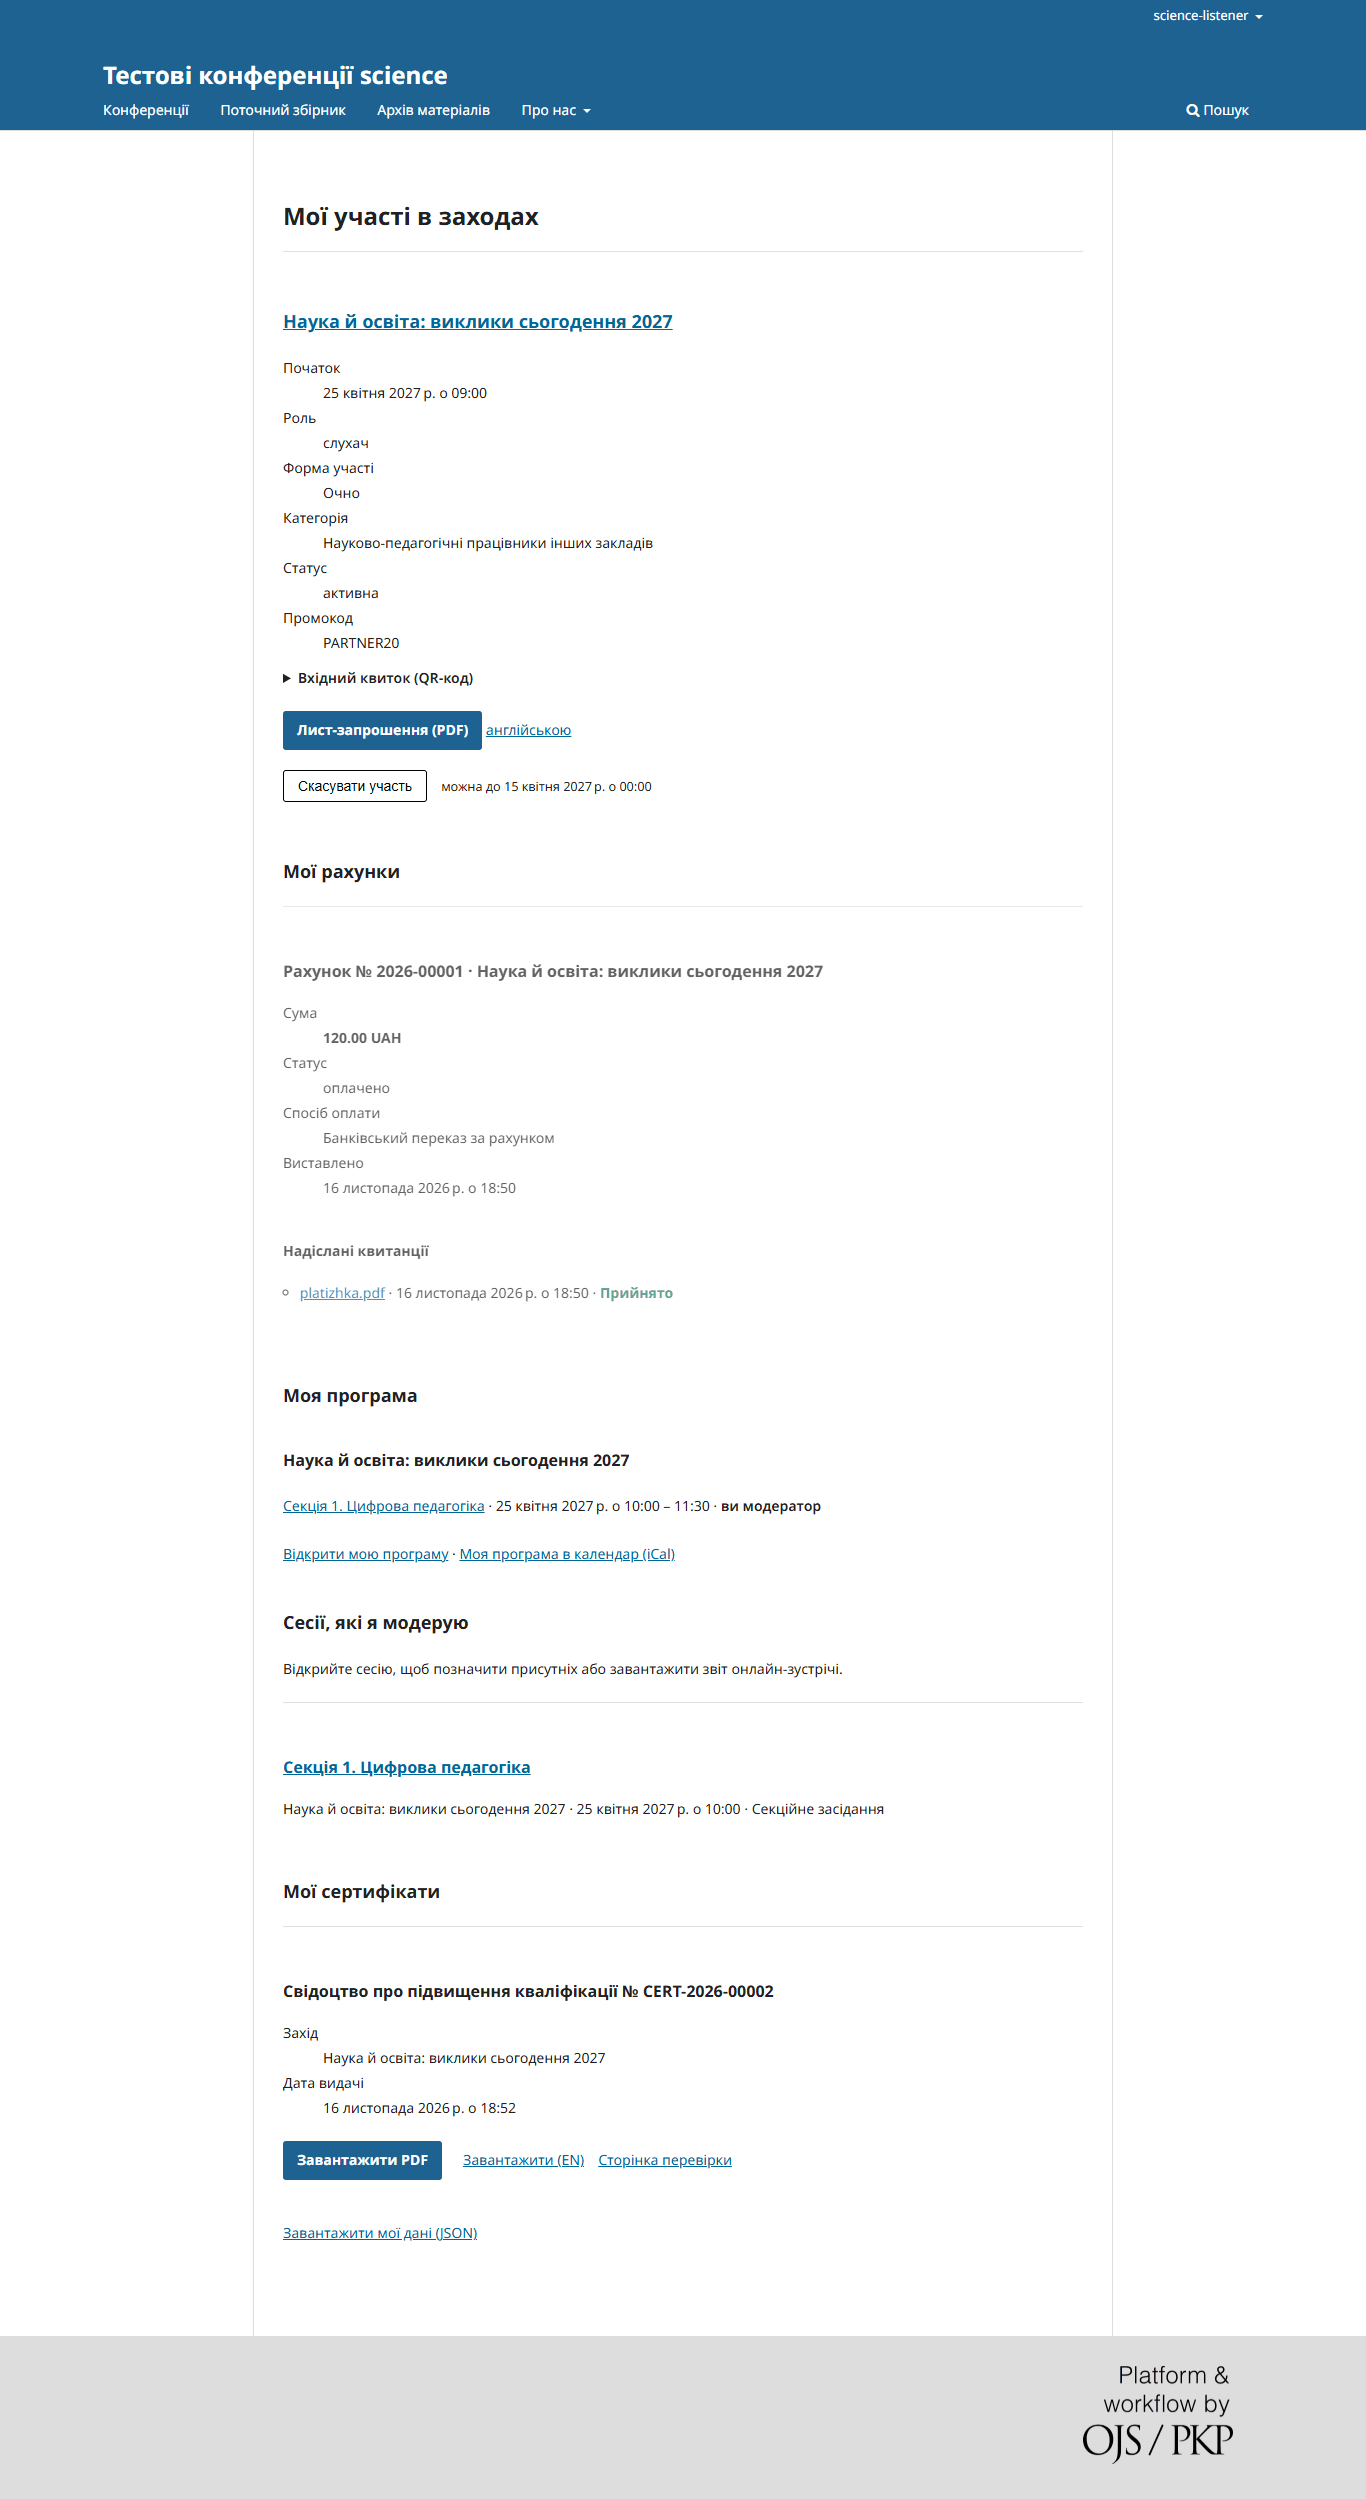 science-listener
Тестові конференції science
Конференції Поточний збірник Архів матеріалів Про нас Пошук
Мої участі в заходах
Наука й освіта: виклики сьогодення 2027
Початок
25 квітня 2027 р. о 09:00
Роль
слухач
Форма участі
Очно
Категорія
Науково-педагогічні працівники інших закладів
Статус
активна
Промокод
PARTNER20
Вхідний квиток (QR-код)
Лист-запрошення (PDF) англійською
Скасувати участь можна до 15 квітня 2027 р. о 00:00
Мої рахунки
Рахунок № 2026-00001 · Наука й освіта: виклики сьогодення 2027
Сума
120.00 UAH
Статус
оплачено
Спосіб оплати
Банківський переказ за рахунком
Виставлено
16 листопада 2026 р. о 18:50
Надіслані квитанції
platizhka.pdf · 16 листопада 2026 р. о 18:50 · Прийнято
Моя програма
Наука й освіта: виклики сьогодення 2027
Секція 1. Цифрова педагогіка · 25 квітня 2027 р. о 10:00 – 11:30 · ви модератор
Відкрити мою програму · Моя програма в календар (iCal)
Сесії, які я модерую
Відкрийте сесію, щоб позначити присутніх або завантажити звіт онлайн-зустрічі.
Секція 1. Цифрова педагогіка
Наука й освіта: виклики сьогодення 2027 · 25 квітня 2027 р. о 10:00 · Секційне засідання
Мої сертифікати
Свідоцтво про підвищення кваліфікації № CERT-2026-00002
Захід
Наука й освіта: виклики сьогодення 2027
Дата видачі
16 листопада 2026 р. о 18:52
Завантажити PDF Завантажити (EN) Сторінка перевірки
Завантажити мої дані (JSON)
Platform &
workflow by
OJS / PKP